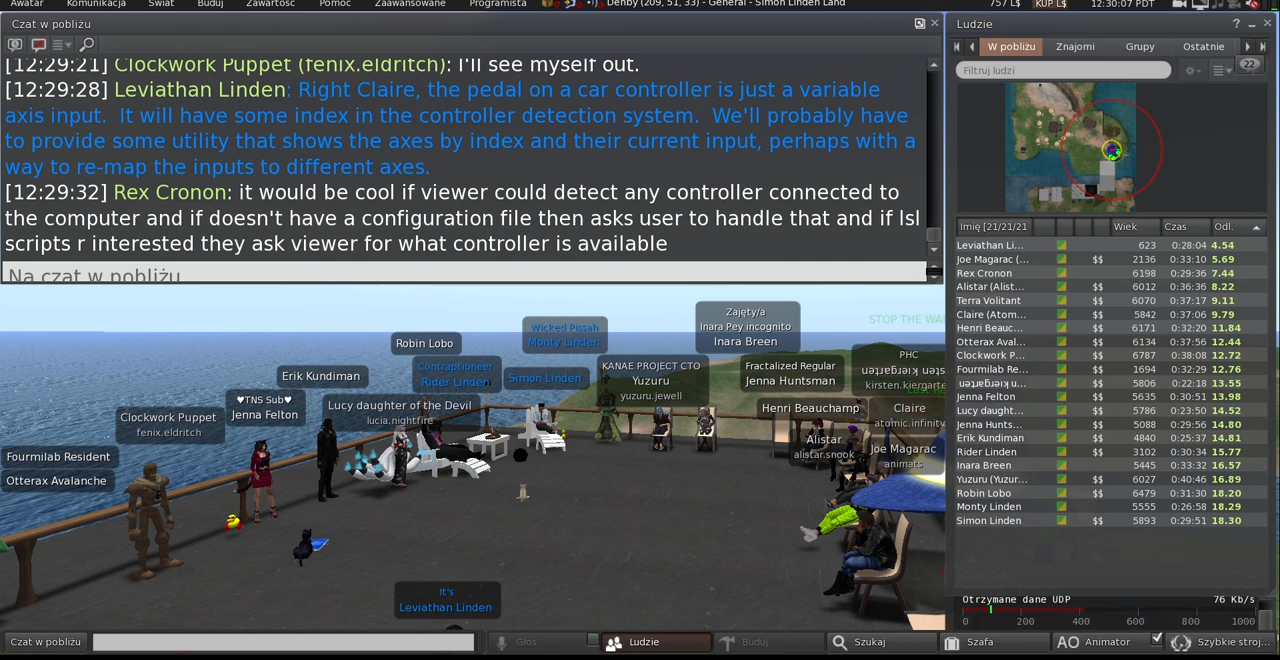 Awatar Komunikacja Świat Buduj Zawartość Pomoc Zaawansowane Programista Denby (209, 51, 33) - General - Simon Linden Land 757 L$ KUP L$ 12:30:07 PDT
Czat w pobliżu
[12:29:21] Clockwork Puppet (fenix.eldritch): I'll see myself out.
[12:29:28] Leviathan Linden: Right Claire, the pedal on a car controller is just a variable
axis input.  It will have some index in the controller detection system.  We'll probably have
to provide some utility that shows the axes by index and their current input, perhaps with a
way to re-map the inputs to different axes.
[12:29:32] Rex Cronon: it would be cool if viewer could detect any controller connected to
the computer and if doesn't have a configuration file then asks user to handle that and if lsl
scripts r interested they ask viewer for what controller is available
Na czat w pobliżu
STOP THE WA
Zajęty/a
Inara Pey incognito
Inara Breen
Wicked Pissah
Monty Linden
Robin Lobo
PHC
kirsten.kjergarte
Contraptioneer
Rider Linden
Simon Linden
KANAE PROJECT CTO
Yuzuru
yuzuru.jewell
Fractalized Regular
Jenna Huntsman
Erik Kundiman
♥TNS Sub♥
Jenna Felton
Lucy daughter of the Devil
lucia.nightfire
Henri Beauchamp
Claire
atomic.infinity
Clockwork Puppet
fenix.eldritch
Alistar
alistar.snook
Joe Magarac
animats
Fourmilab Resident
Otterax Avalanche
It's
Leviathan Linden
Ludzie
W pobliżu Znajomi Grupy Ostatnie
Filtruj ludzi
22
Imię [21/21/21 Wiek Czas Odl.
Leviathan Li... 623 0:28:04 4.54
Joe Magarac (... $$ 2136 0:33:10 5.69
Rex Cronon 6198 0:29:36 7.44
Alistar (Alist... $$ 6012 0:36:36 8.22
Terra Volitant $$ 6070 0:37:17 9.11
Claire (Atom... $$ 5842 0:37:06 9.79
Henri Beauc... $$ 6171 0:32:20 11.84
Otterax Aval... $$ 6134 0:37:56 12.44
Clockwork P... $$ 6787 0:38:08 12.72
Fourmilab Re... $$ 1694 0:32:29 12.76
$$ 5806 0:22:18 13.55
Jenna Felton $$ 5635 0:30:51 13.98
Lucy daught... $$ 5786 0:23:50 14.52
Jenna Hunts... $$ 5088 0:29:56 14.80
Erik Kundiman $$ 4840 0:25:37 14.81
Rider Linden $$ 3102 0:30:34 15.77
Inara Breen 5445 0:33:32 16.57
Yuzuru (Yuzur... $$ 6027 0:40:46 16.89
Robin Lobo $$ 6479 0:31:30 18.20
Monty Linden 5555 0:26:58 18.29
Simon Linden $$ 5893 0:29:51 18.30
Otrzymane dane UDP 76 Kb/s
0 200 400 600 800 1000
Czat w pobliżu Głos Ludzie Buduj Szukaj Szafa AO Animator Szybkie stroj...